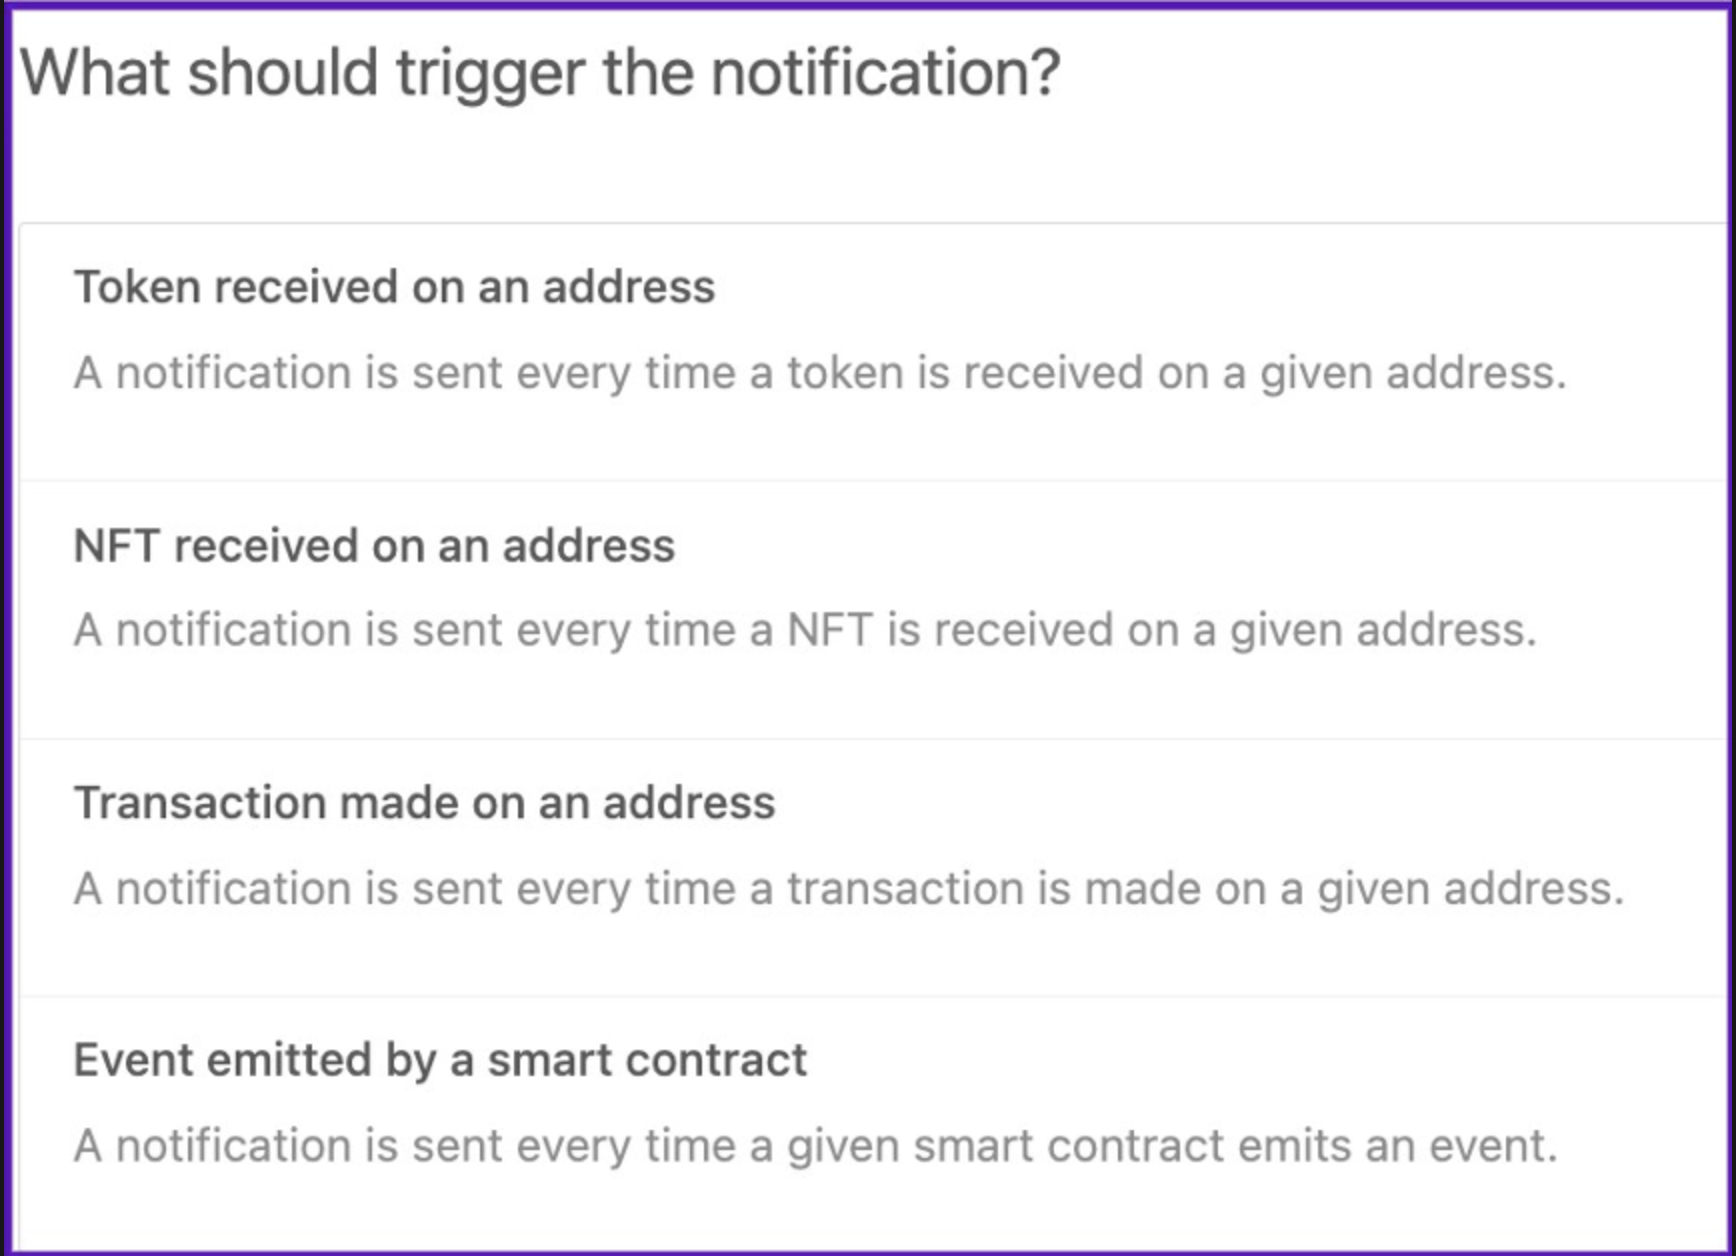 What should trigger the notification?
Token received on an address
A notification is sent every time a token is received on a given address.
NFT received on an address
A notification is sent every time a NFT is received on a given address.
Transaction made on an address
A notification is sent every time a transaction is made on a given address.
Event emitted by a smart contract
A notification is sent every time a given smart contract emits an event.